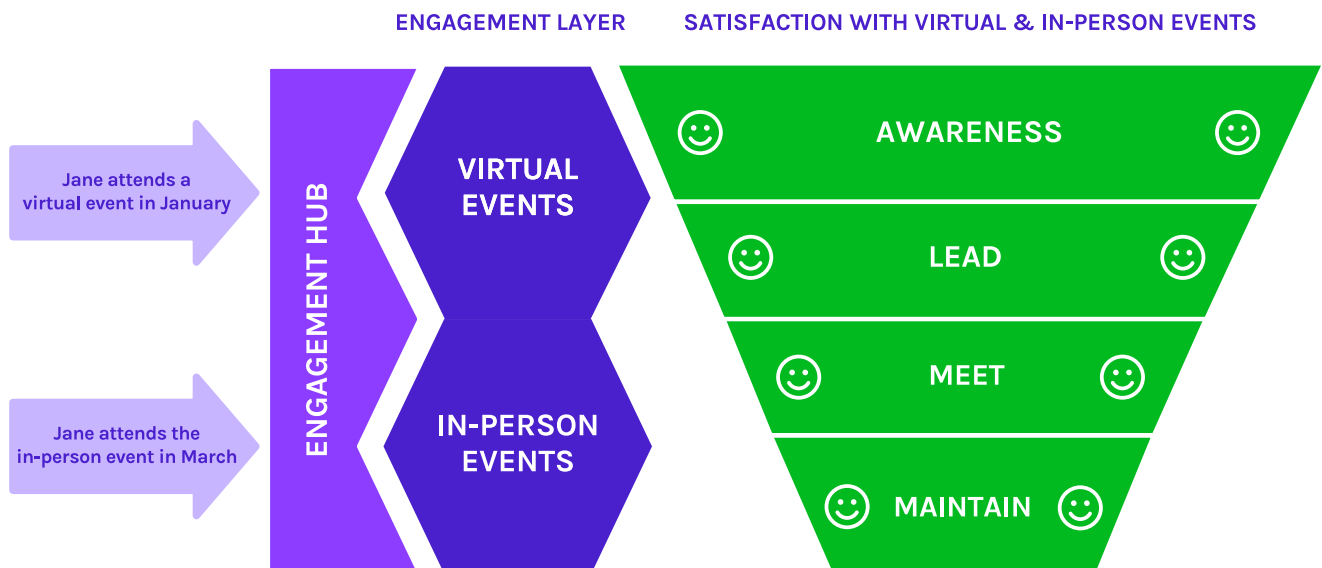 ENGAGEMENT LAYER
SATISFACTION WITH VIRTUAL & IN-PERSON EVENTS
Jane attends a
virtual event in January
Jane attends the
in-person event in March
ENGAGEMENT HUB
VIRTUAL
EVENTS
IN-PERSON
EVENTS
AWARENESS
LEAD
MEET
MAINTAIN